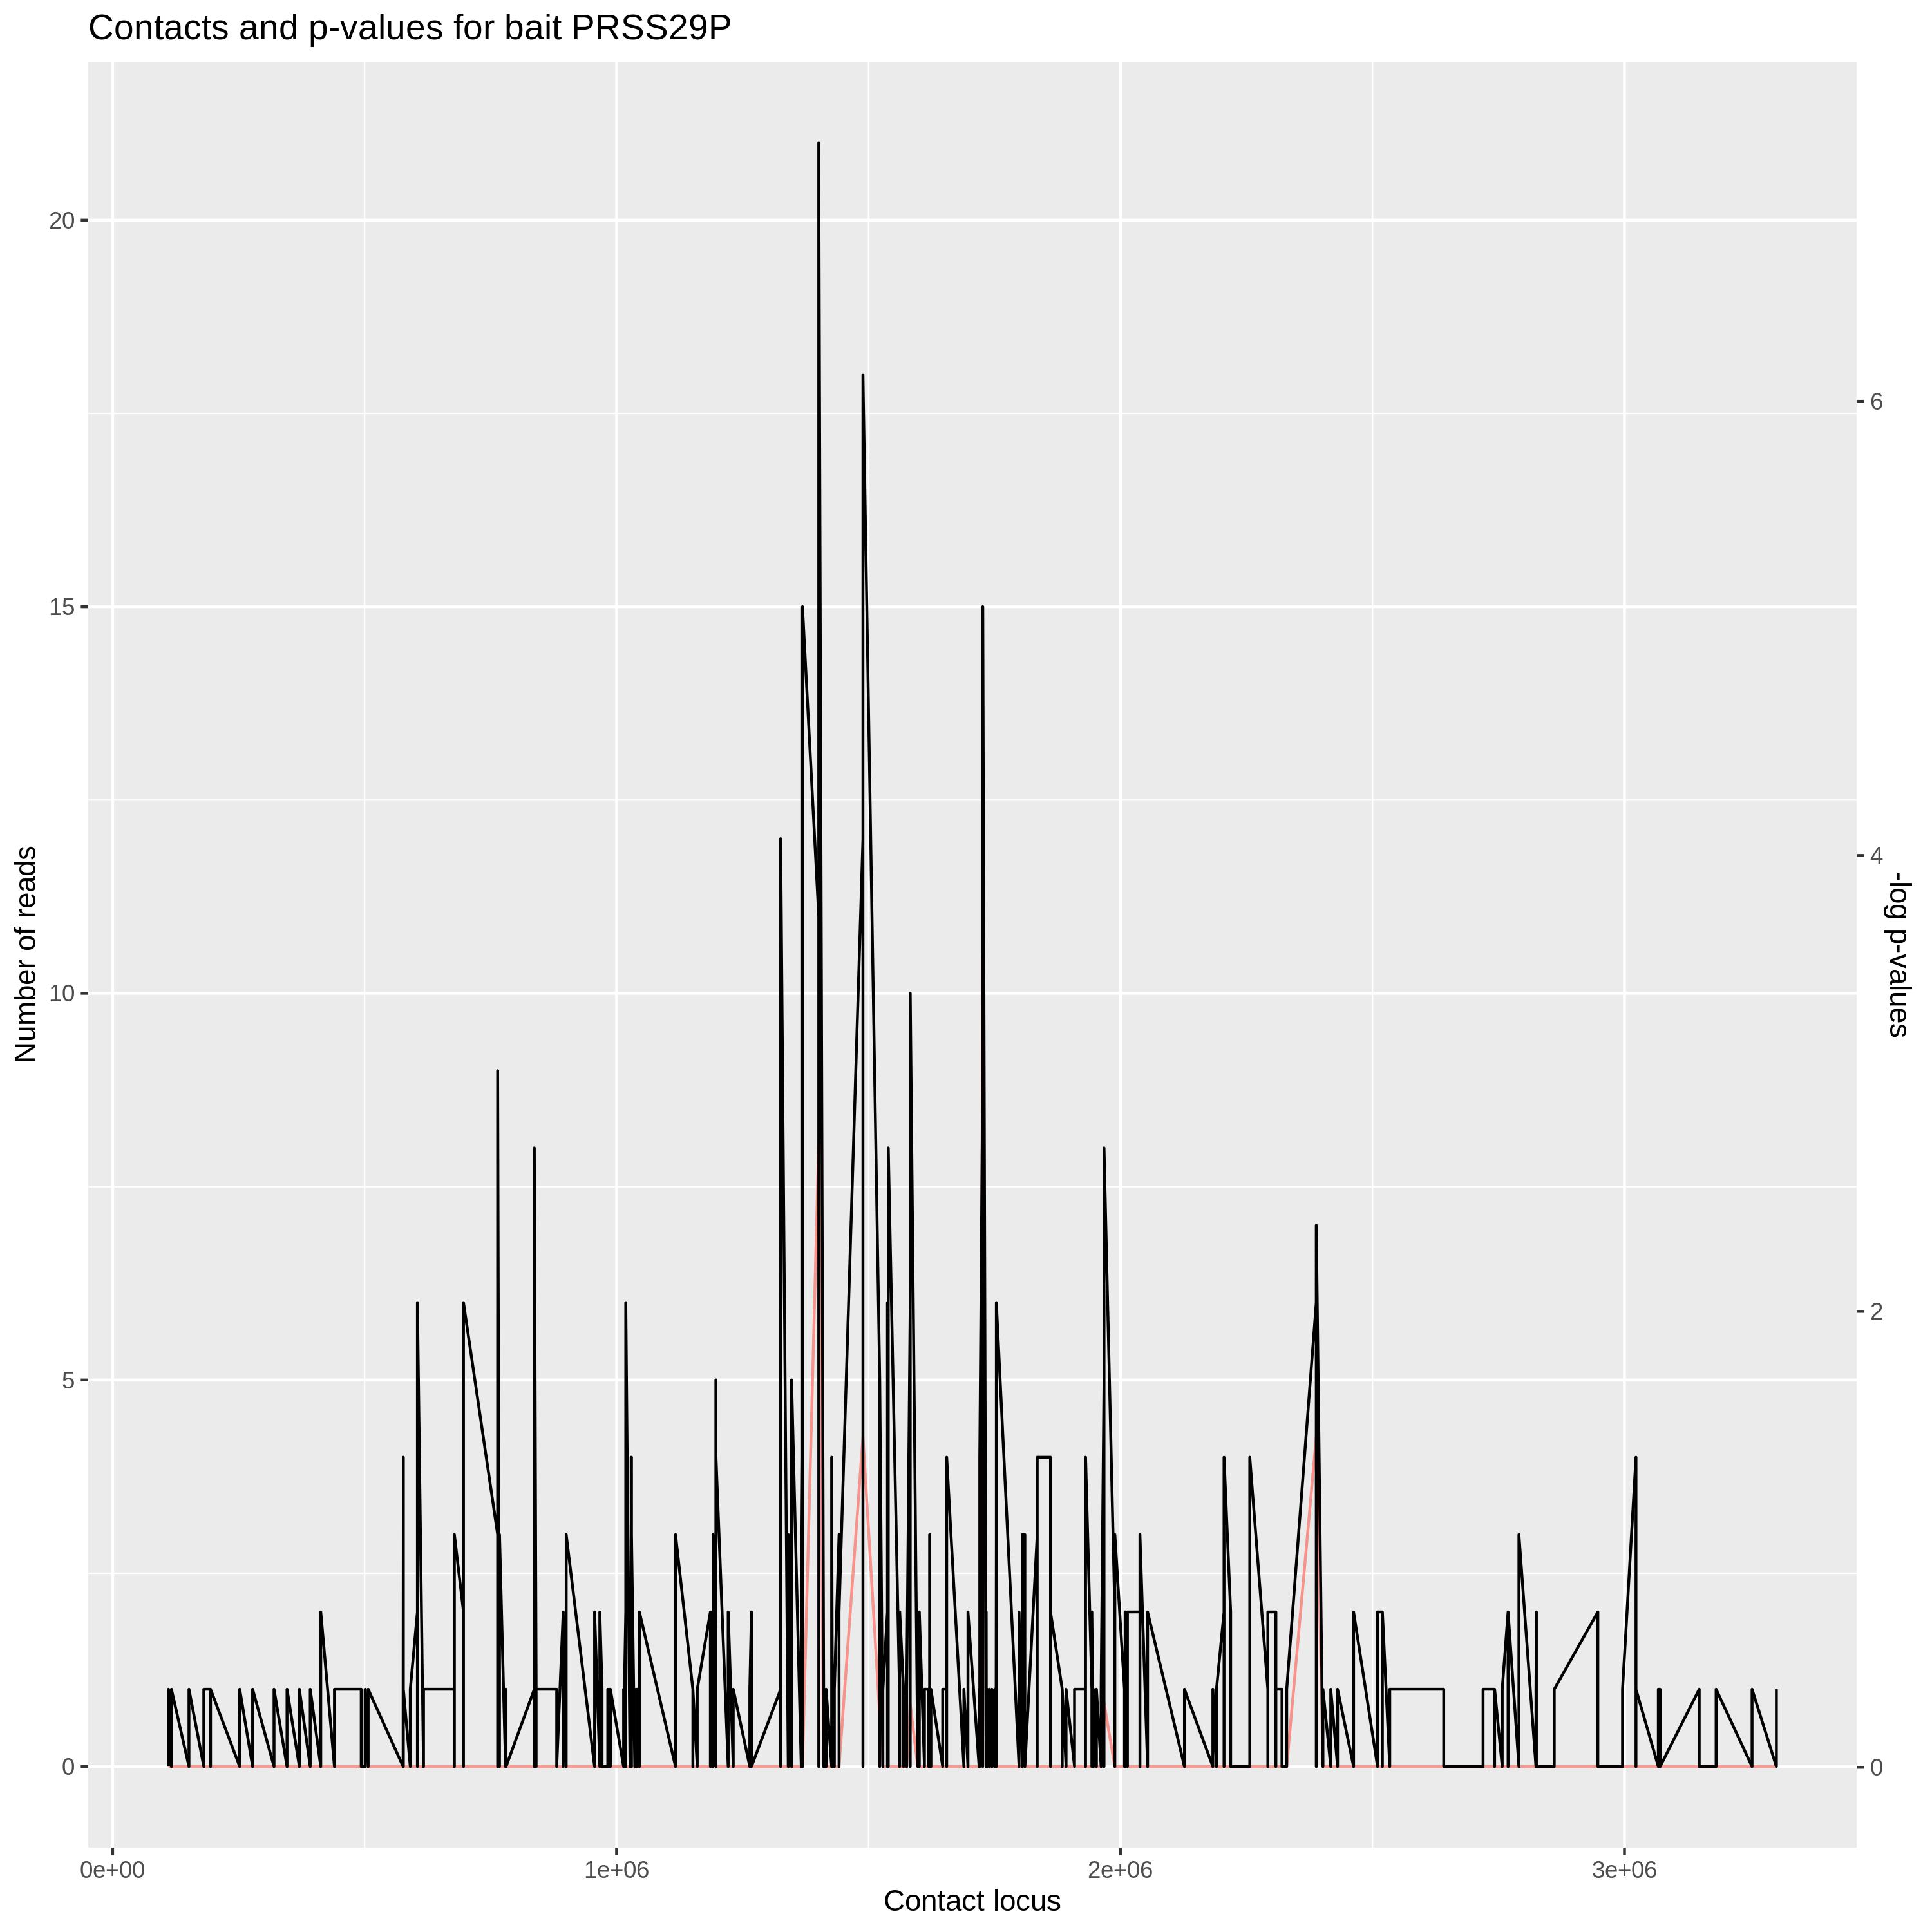 Contacts and p-values for bait PRSS29P
20
15
10
5
0
Number of reads
6
4
2
0
-log p-values
0e+00
1e+06
2e+06
3e+06
Contact locus